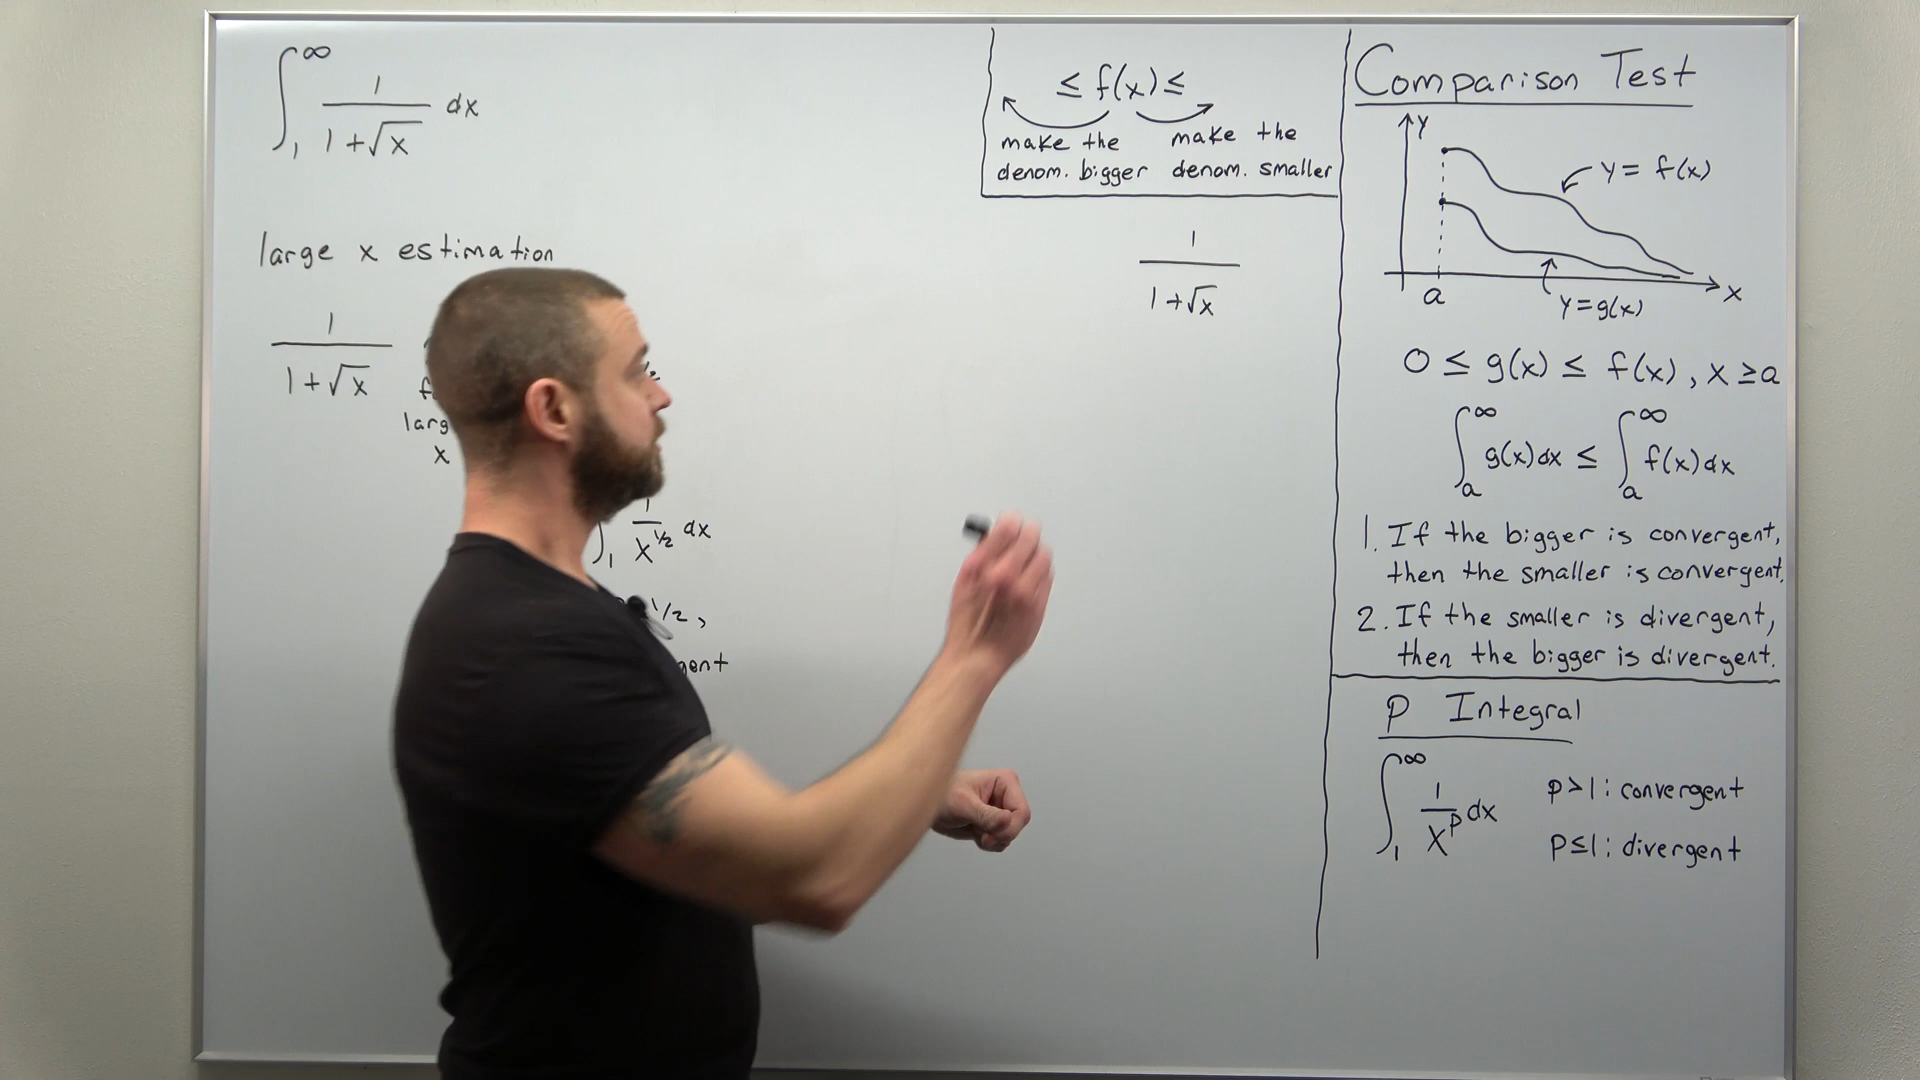 ∫₁^∞ 1/(1+√x) dx
large x estimation
1/(1+√x)
larg
x
∫₁ 1/x^½ dx
1/2,
gent
≤ f(x) ≤
make the make the
denom. bigger denom. smaller
1/(1+√x)
Comparison Test
y
y = f(x)
a
x
y=g(x)
0 ≤ g(x) ≤ f(x), x ≥ a
∫ₐ^∞ g(x)dx ≤ ∫ₐ^∞ f(x)dx
1. If the bigger is convergent,
then the smaller is convergent.
2. If the smaller is divergent,
then the bigger is divergent.
P Integral
∫₁^∞ 1/x^p dx
p>1: convergent
p≤1: divergent